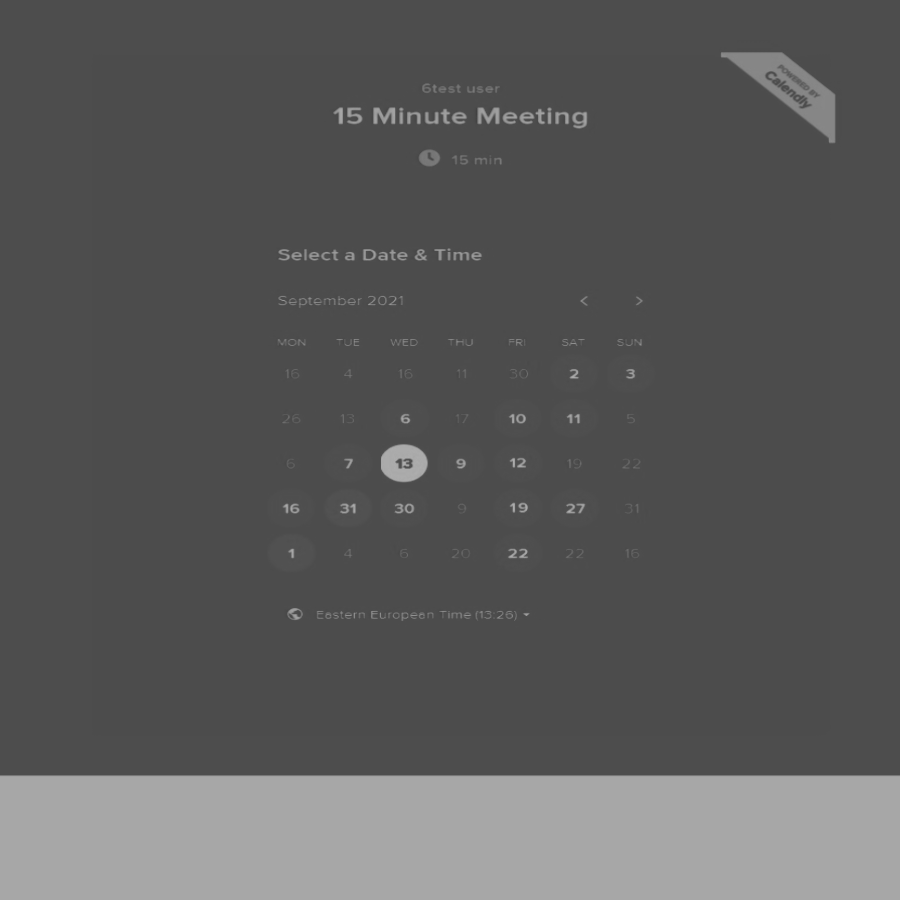 POWERED BY
Calendly
6test user
15 Minute Meeting
15 min
Select a Date & Time
September 2021
MON TUE WED THU FRI SAT SUN
16 4 16 11 30 2 3
26 13 6 17 10 11 5
6 7 13 9 12 19 22
16 31 30 9 19 27 31
1 4 6 20 22 22 16
Eastern European Time (13:26)